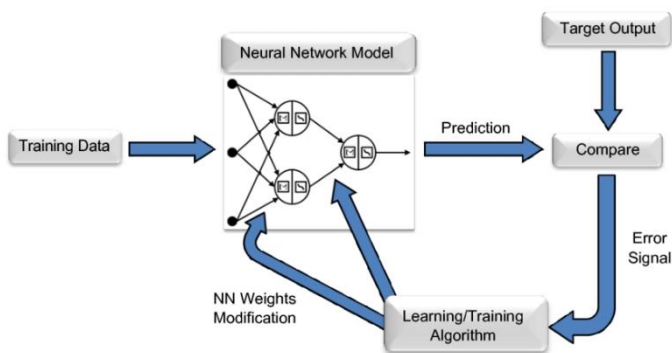 Target Output
Neural Network Model
Prediction
Training Data
Compare
Error
Signal
NN Weights
Modification
Learning/Training
Algorithm